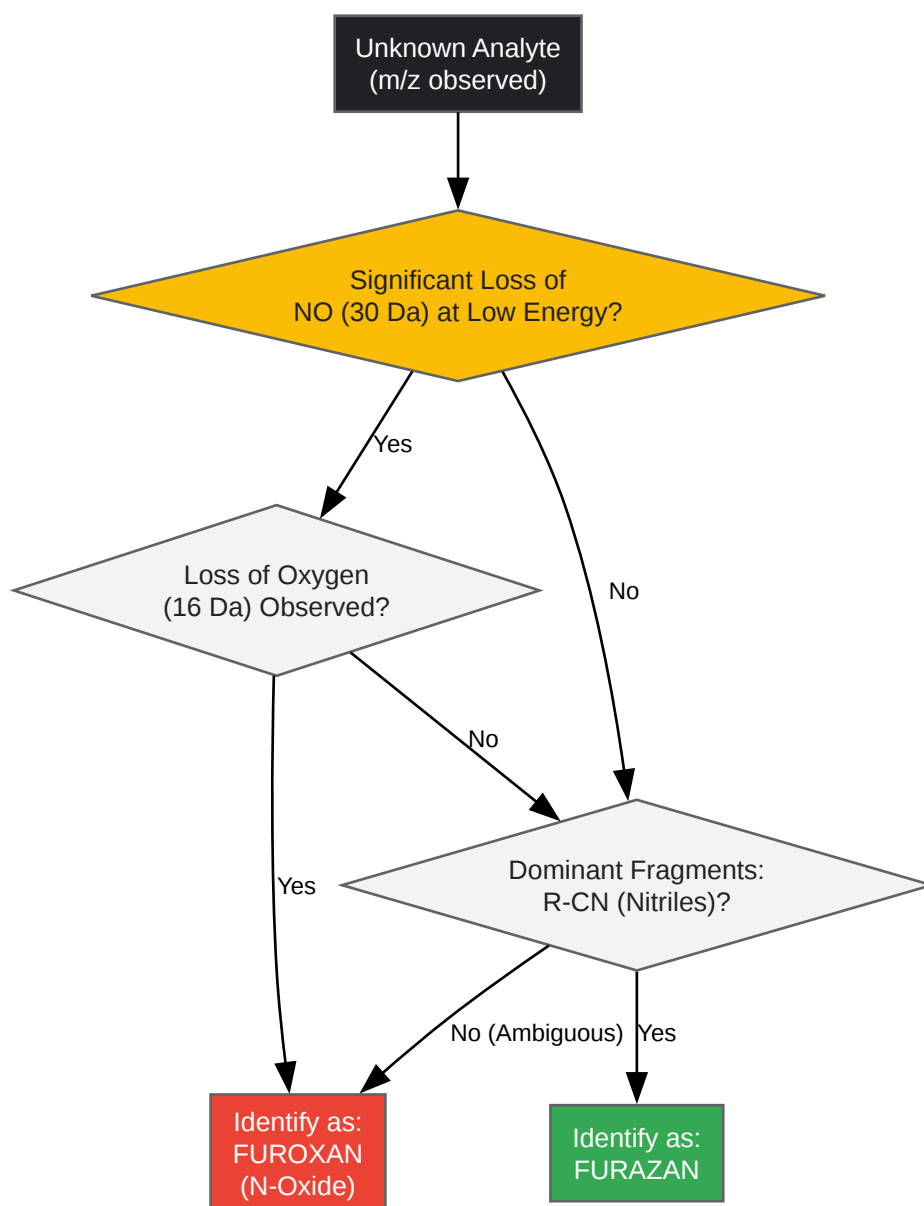 Unknown Analyte
(m/z observed)
Significant Loss of
NO (30 Da) at Low Energy?
Yes
Loss of Oxygen
(16 Da) Observed?
No
No
Dominant Fragments:
R-CN (Nitriles)?
Yes
No (Ambiguous)
Yes
Identify as:
FUROXAN
(N-Oxide)
Identify as:
FURAZAN